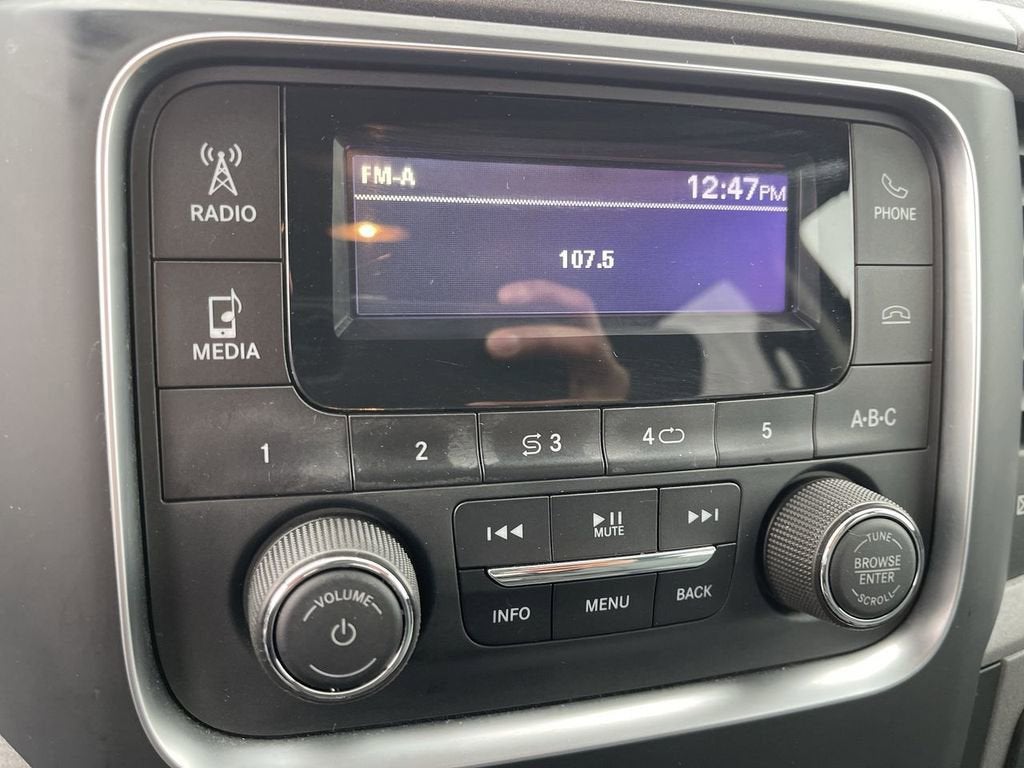 FM-A
12:47PM
107.5
RADIO
MEDIA
PHONE
1
2
3
4
5
A·B·C
MUTE
INFO
MENU
BACK
VOLUME
TUNE
BROWSE
ENTER
SCROLL